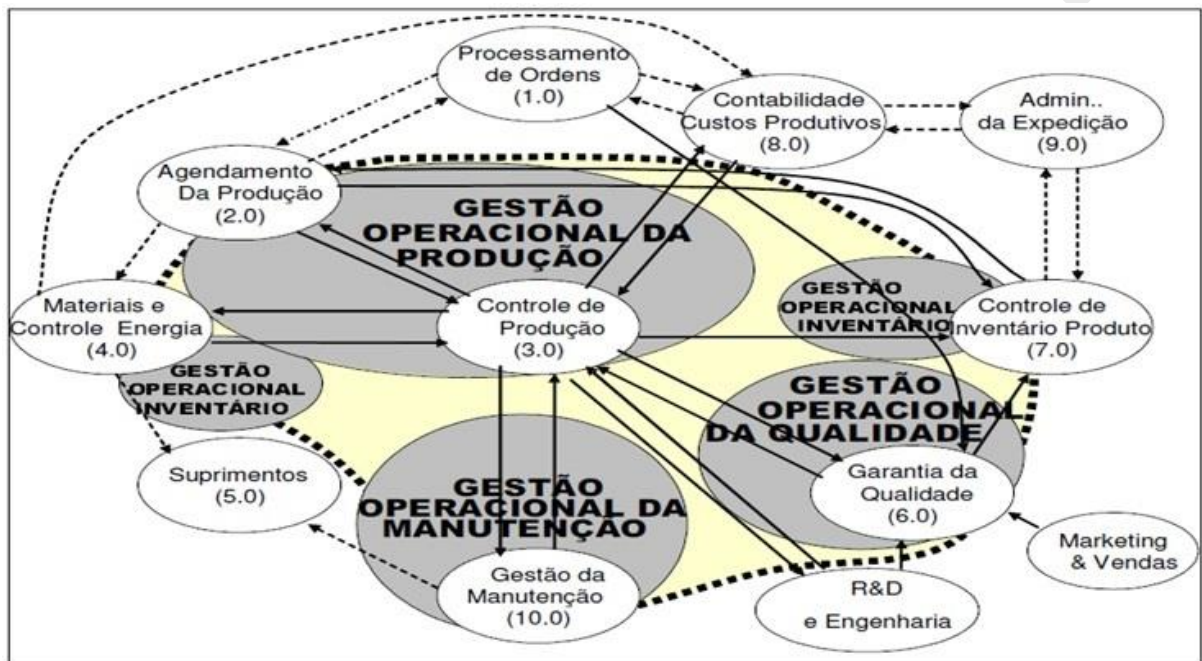 Processamento
de Ordens
(1.0)
Contabilidade
Custos Produtivos
(8.0)
Admin..
da Expedição
(9.0)
Agendamento
Da Produção
(2.0)
GESTÃO
OPERACIONAL DA
PRODUÇÃO
Materiais e
Controle Energia
(4.0)
Controle de
Produção
(3.0)
GESTÃO
OPERACIONAL
INVENTÁRIO
Controle de
Inventário Produto
(7.0)
GESTÃO
OPERACIONAL
INVENTÁRIO
GESTÃO
OPERACIONAL
DA QUALIDADE
Suprimentos
(5.0)
GESTÃO
OPERACIONAL DA
MANUTENÇÃO
Garantia da
Qualidade
(6.0)
Marketing
& Vendas
Gestão da
Manutenção
(10.0)
R&D
e Engenharia